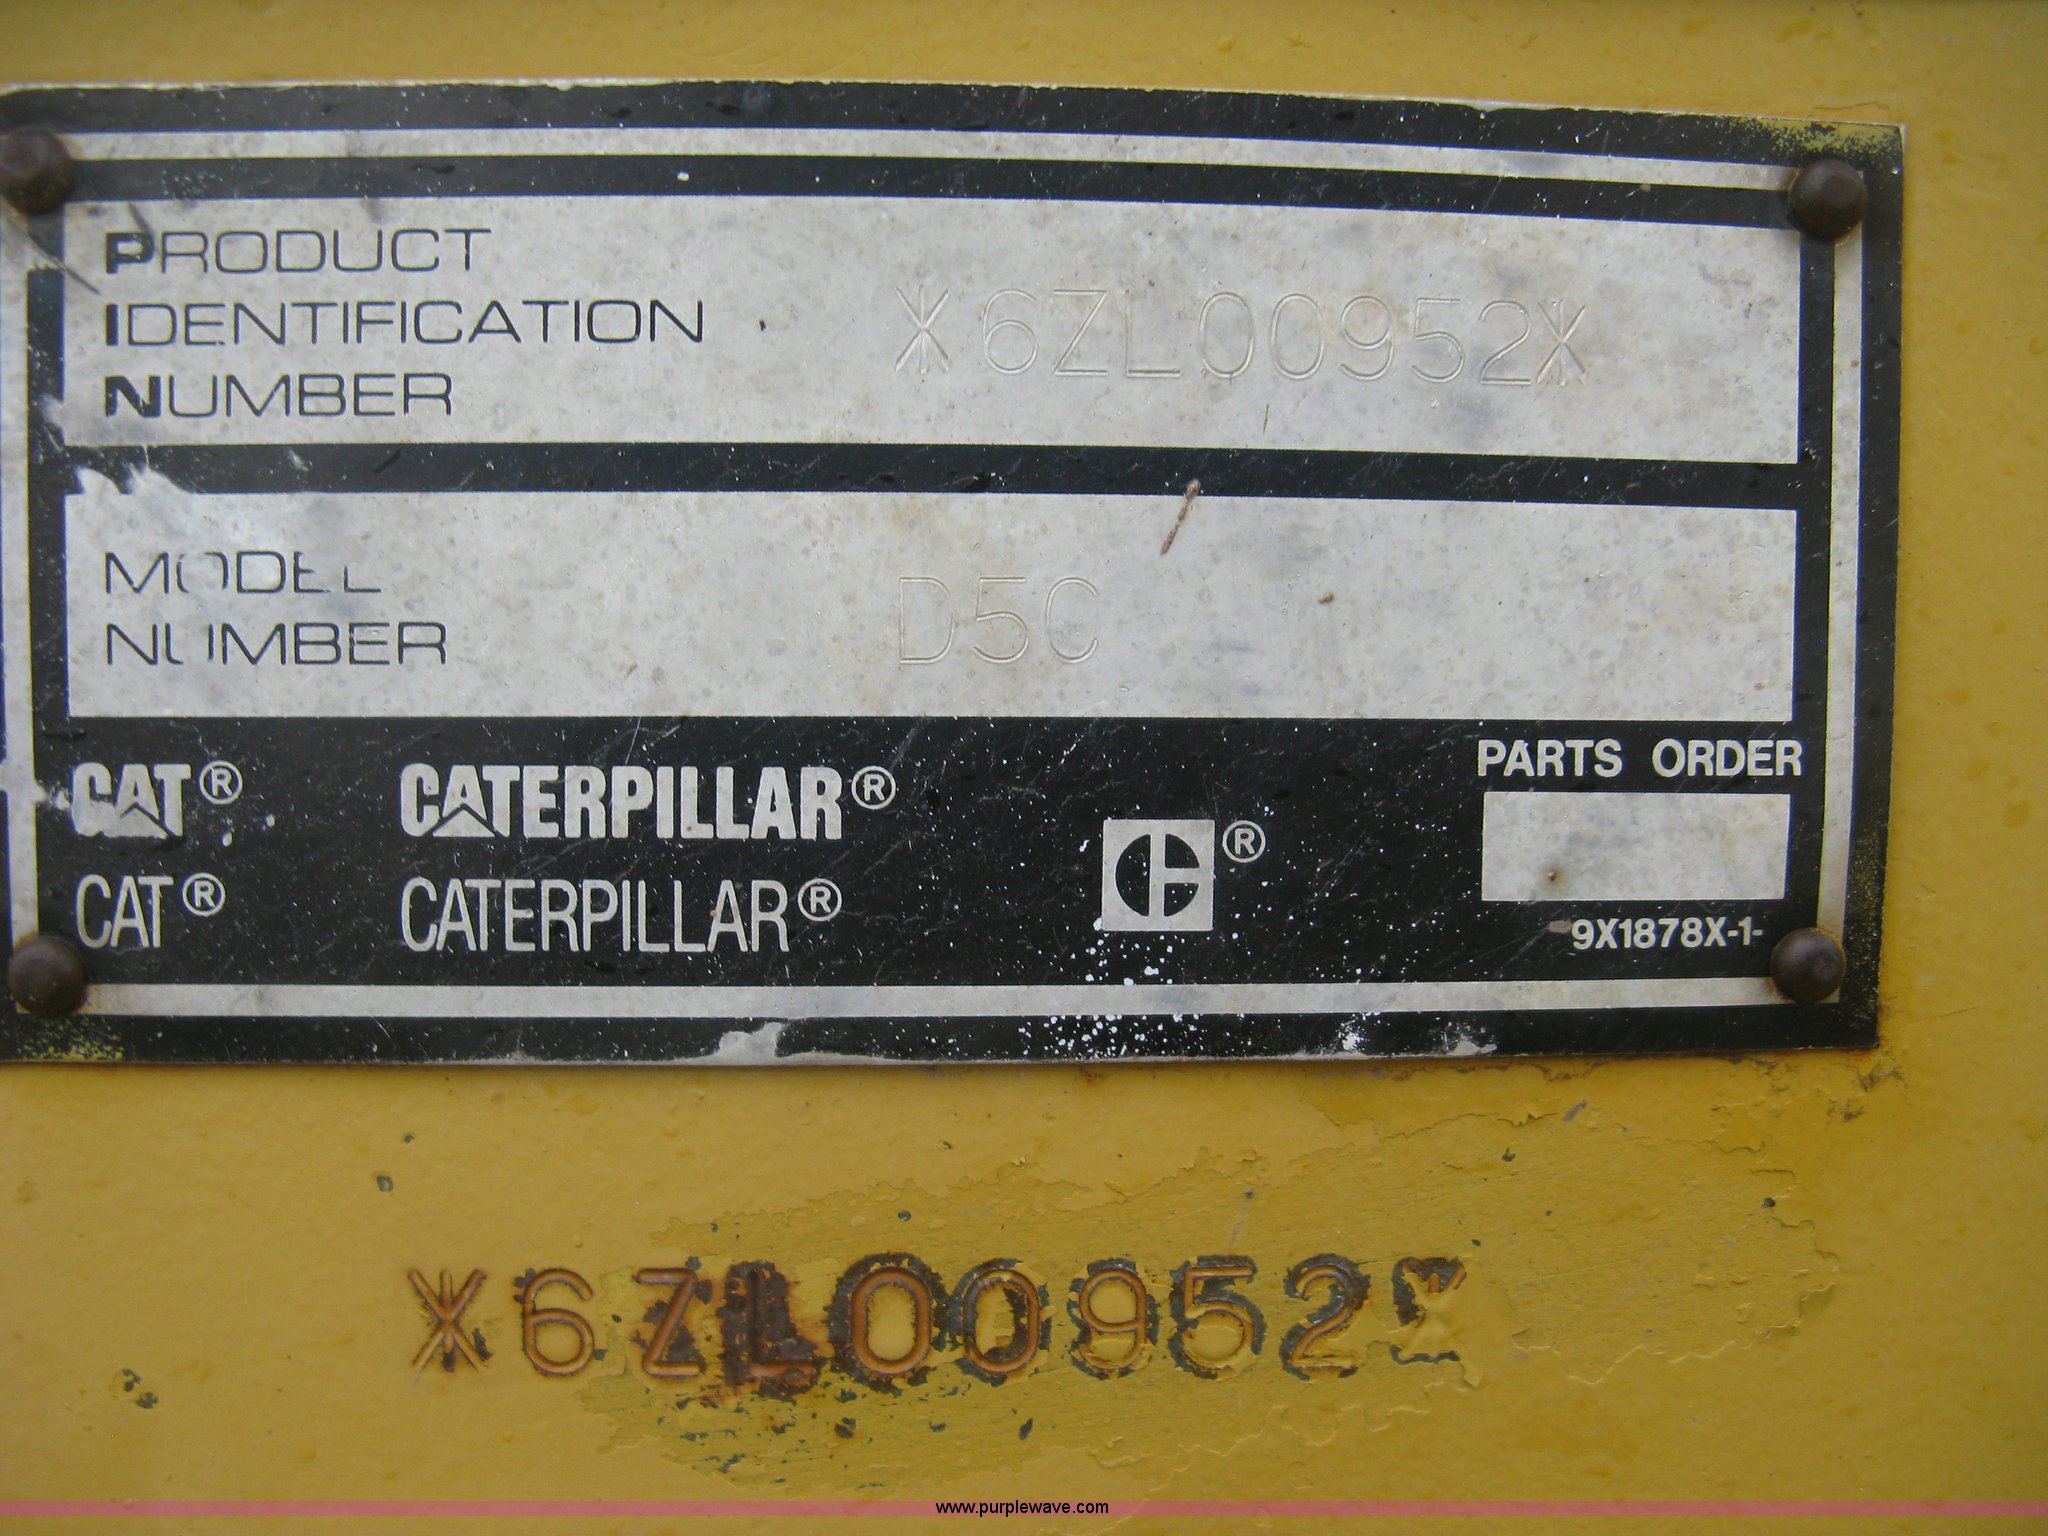 PRODUCT
IDENTIFICATION
NUMBER
*6ZL00952*
MODEL
NUMBER
D5C
CAT® CATERPILLAR®
CAT® CATERPILLAR®
C®
PARTS ORDER
9X1878X-1-
*6ZL00952*
www.purplewave.com